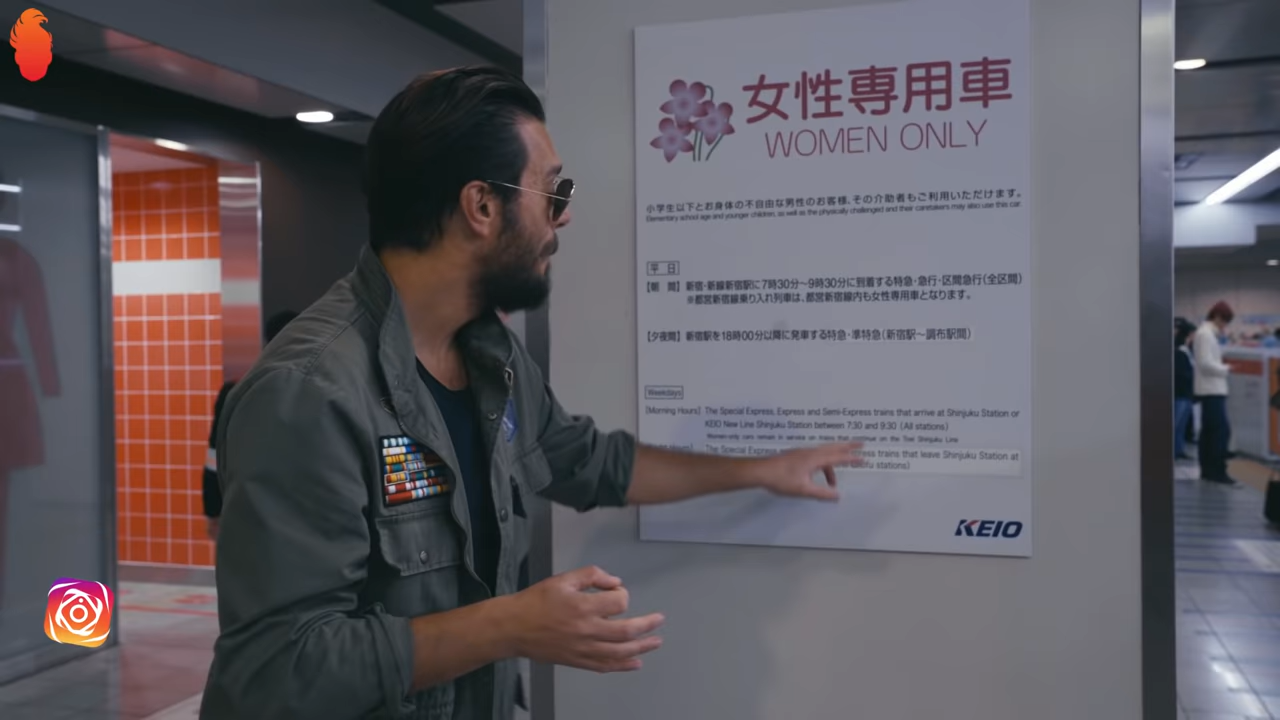 女性専用車
WOMEN ONLY
小学生以下とお身体の不自由な男性のお客様、その介助者もご利用いただけます。
Elementary school age and younger children, as well as the physically challenged and their caretakers may also use this car.
平日
【朝 間】 新宿・新線新宿駅に7時30分〜9時30分に到着する特急・急行・区間急行(全区間)
※都営新宿線乗り入れ列車は、都営新宿線内も女性専用車となります。
【夕夜間】 新宿駅を18時00分以降に発車する特急・準特急(新宿駅〜調布駅間)
Weekdays
[Morning Hours] The Special Express, Express and Semi-Express trains that arrive at Shinjuku Station or
KEIO New Line Shinjuku Station between 7:30 and 9:30 (All stations)
Women-only cars remain in service on trains that continue on the Toei Shinjuku Line
The Special Express trains that leave Shinjuku Station at
stations)
KEIO